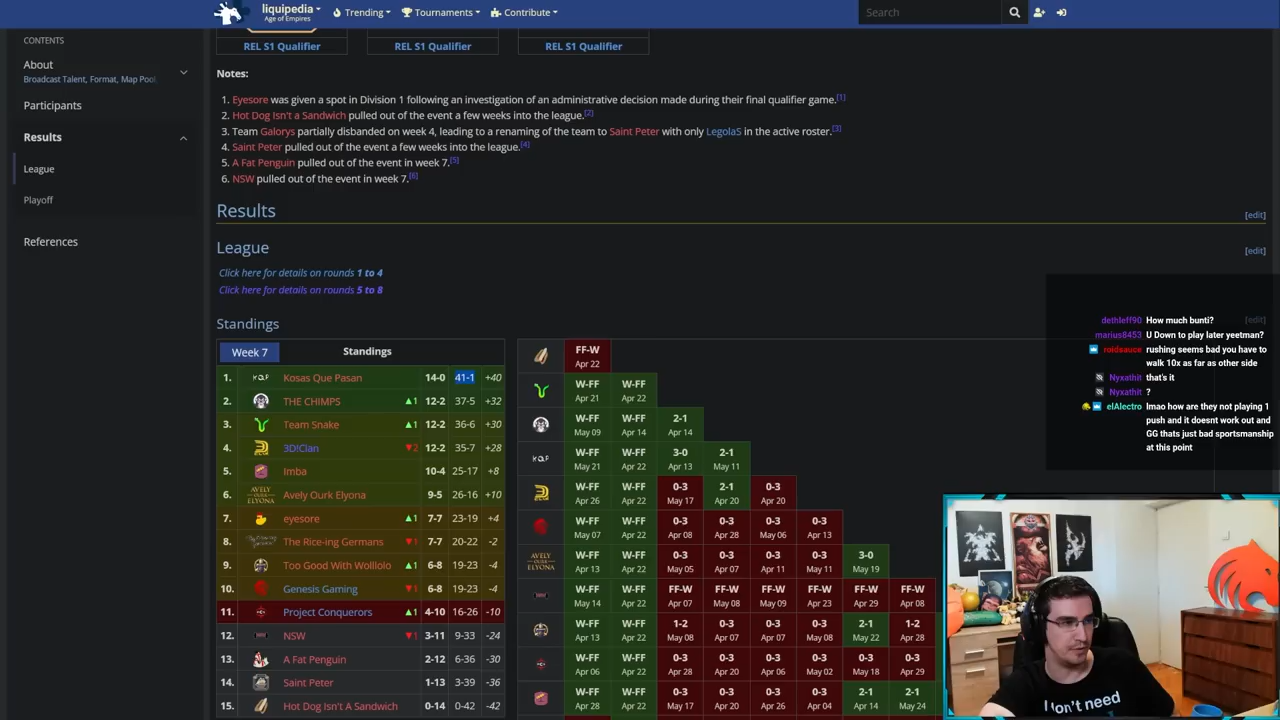 liquipedia
Age of Empires
Trending
Tournaments
Contribute
Search
CONTENTS
About
Broadcast Talent, Format, Map Pool,
Participants
Results
League
Playoff
References
REL S1 Qualifier
REL S1 Qualifier
REL S1 Qualifier
Notes:
1. Eyesore was given a spot in Division 1 following an investigation of an administrative decision made during their final qualifier game.[1]
2. Hot Dog Isn't a Sandwich pulled out of the event a few weeks into the league.[2]
3. Team Galorys partially disbanded on week 4, leading to a renaming of the team to Saint Peter with only LegolaS in the active roster.[3]
4. Saint Peter pulled out of the event a few weeks into the league.[4]
5. A Fat Penguin pulled out of the event in week 7.[5]
6. NSW pulled out of the event in week 7.[6]
Results
[edit]
League
[edit]
Click here for details on rounds 1 to 4
Click here for details on rounds 5 to 8
Standings
[edit]
Week 7 Standings
1. Kosas Que Pasan 14-0 41-1 +40
2. THE CHIMPS ▲1 12-2 37-5 +32
3. Team Snake ▲1 12-2 36-6 +30
4. 3D!Clan ▼2 12-2 35-7 +28
5. Imba 10-4 25-17 +8
6. AVELY OURK ELYONA Avely Ourk Elyona 9-5 26-16 +10
7. eyesore ▲1 7-7 23-19 +4
8. The Rice-ing Germans ▼1 7-7 20-22 -2
9. Too Good With Wolllolo ▲1 6-8 19-23 -4
10. Genesis Gaming ▼1 6-8 19-23 -4
11. Project Conquerors ▲1 4-10 16-26 -10
12. NSW ▼1 3-11 9-33 -24
13. A Fat Penguin 2-12 6-36 -30
14. Saint Peter 1-13 3-39 -36
15. Hot Dog Isn't A Sandwich 0-14 0-42 -42
FF-W
Apr 22
W-FF W-FF
Apr 21 Apr 22
W-FF W-FF 2-1
May 09 Apr 14 Apr 14
KQP W-FF W-FF 3-0 2-1
May 21 Apr 22 Apr 13 May 11
W-FF W-FF 0-3 2-1 0-3
Apr 26 Apr 22 May 17 Apr 20 Apr 20
W-FF W-FF 0-3 0-3 0-3 0-3
May 07 Apr 22 Apr 08 Apr 28 May 06 Apr 13
AVELY OURK ELYONA W-FF W-FF 0-3 0-3 0-3 0-3 3-0
Apr 13 Apr 22 May 05 Apr 07 May 11 May 11 May 19
W-FF W-FF FF-W FF-W FF-W FF-W FF-W FF-W
May 14 Apr 22 Apr 07 May 08 May 09 Apr 23 Apr 29 Apr 08
W-FF W-FF 1-2 0-3 0-3 0-3 2-1 1-2
Apr 13 Apr 22 May 08 Apr 07 Apr 07 May 08 May 22 Apr 28
W-FF W-FF 0-3 0-3 0-3 0-3 0-3 0-3
Apr 06 Apr 22 Apr 28 Apr 20 Apr 06 May 02 May 18 Apr 29
W-FF W-FF 0-3 0-3 0-3 0-3 2-1 2-1
Apr 28 Apr 22 May 17 Apr 20 Apr 26 Apr 04 Apr 14 May 24
dethleff90 How much bunti?
marius8453 U Down to play later yeetman?
roidsauce rushing seems bad you have to
walk 10x as far as other side
Nyxathit that's it
Nyxathit ?
elAlectro lmao how are they not playing 1
push and it doesnt work out and
GG thats just bad sportsmanship
at this point
I don't need